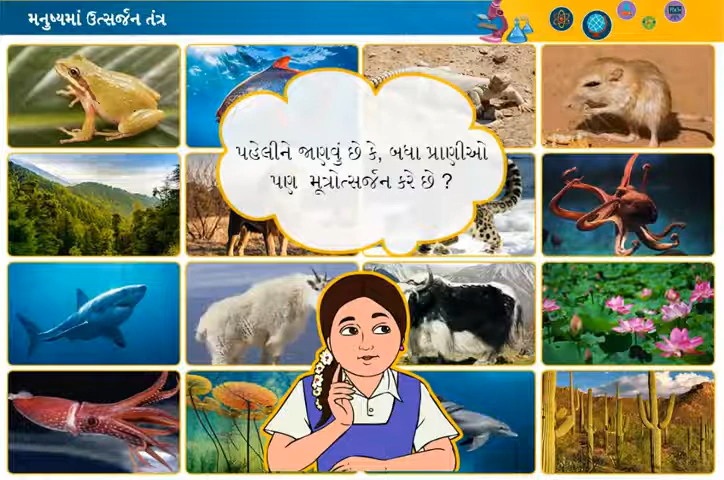 મનુષ્યમાં ઉત્સર્જન તંત્ર
પહેલીને જાણવું છે કે, બધા પ્રાણીઓ
પણ મૂત્રોત્સર્જન કરે છે ?